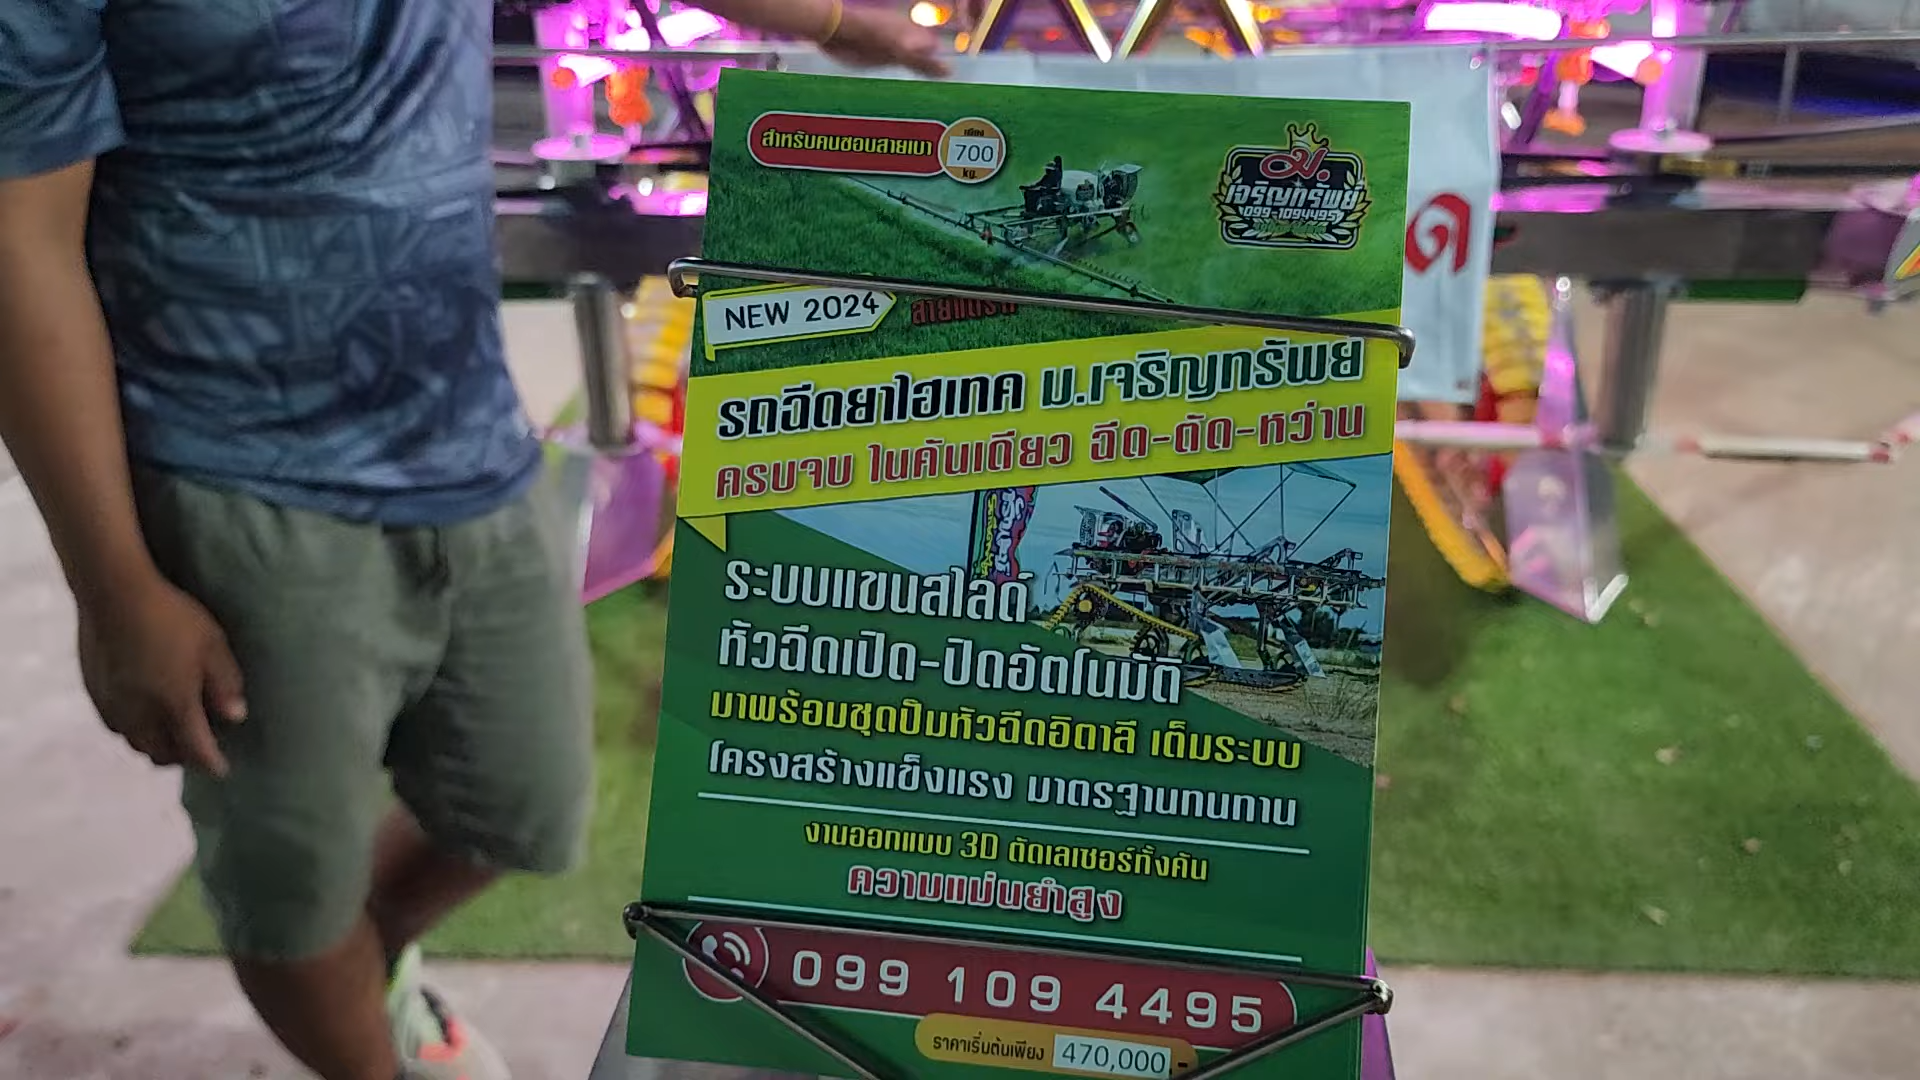 สำหรับคนชอบสายเบา
เพียง
700
kg.
ม.
เจริญทรัพย์
099-1094495
NEW 2024
รถฉีดยาไฮเทค ม.เจริญทรัพย์
ครบจบ ในคันเดียว ฉีด-ตัด-หว่าน
ระบบแขนสไลด์
หัวฉีดเปิด-ปิดอัตโนมัติ
มาพร้อมชุดปั๊มหัวฉีดอิตาลี เต็มระบบ
โครงสร้างแข็งแรง มาตรฐานทนทาน
งานออกแบบ 3D ตัดเลเซอร์ทั้งคัน
ความแม่นยำสูง
099 109 4495
ราคาเริ่มต้นเพียง 470,000.-